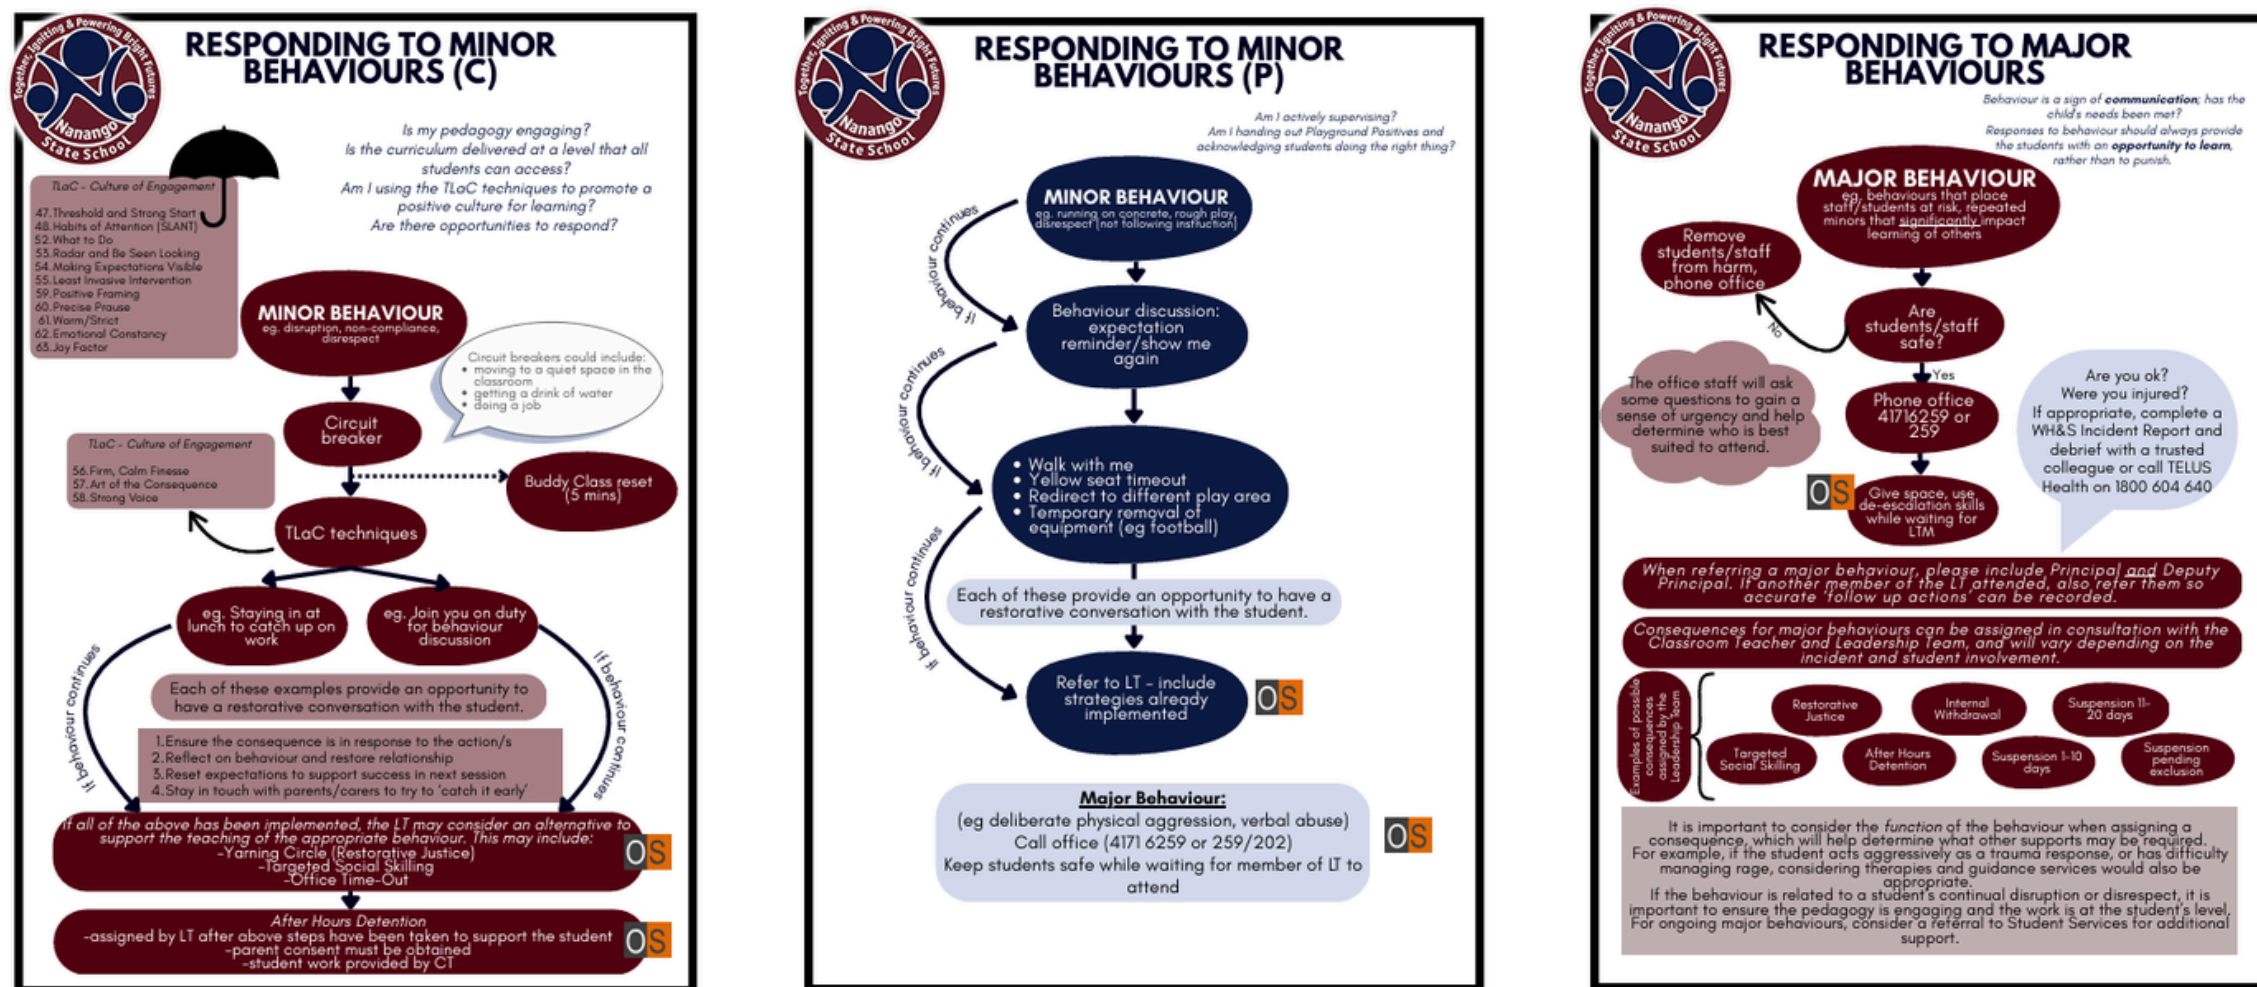 Together, Igniting & Powering Bright Futures
Nanango
State School
RESPONDING TO MINOR
BEHAVIOURS (C)
Is my pedagogy engaging?
Is the curriculum delivered at a level that all
students can access?
Am I using the TLaC techniques to promote a
positive culture for learning?
Are there opportunities to respond?
TLaC - Culture of Engagement
47.Threshold and Strong Start
48.Habits of Attention (SLANT)
52.What to Do
53.Radar and Be Seen Looking
54.Making Expectations Visible
55.Least Invasive Intervention
59.Positive Framing
60.Precise Prause
61.Warm/Strict
62.Emotional Constancy
63.Joy Factor
MINOR BEHAVIOUR
eg. disruption, non-compliance,
disrespect
Circuit breakers could include:
• moving to a quiet space in the
classroom
• getting a drink of water
• doing a job
Circuit
breaker
Buddy Class reset
(5 mins)
TLaC - Culture of Engagement
56.Firm, Calm Finesse
57.Art of the Consequence
58.Strong Voice
TLaC techniques
eg. Staying in at
lunch to catch up on
work
eg. Join you on duty
for behaviour
discussion
If behaviour continues
If behaviour continues
Each of these examples provide an opportunity to
have a restorative conversation with the student.
1.Ensure the consequence is in response to the action/s
2.Reflect on behaviour and restore relationship
3.Reset expectations to support success in next session
4.Stay in touch with parents/carers to try to 'catch it early'
If all of the above has been implemented, the LT may consider an alternative to
support the teaching of the appropriate behaviour. This may include:
-Yarning Circle (Restorative Justice)
-Targeted Social Skilling
-Office Time-Out
OS
After Hours Detention
-assigned by LT after above steps have been taken to support the student
-parent consent must be obtained
-student work provided by CT
OS
Together, Igniting & Powering Bright Futures
Nanango
State School
RESPONDING TO MINOR
BEHAVIOURS (P)
Am I actively supervising?
Am I handing out Playground Positives and
acknowledging students doing the right thing?
MINOR BEHAVIOUR
eg. running on concrete, rough play,
disrespect (not following instruction)
If behaviour continues
Behaviour discussion:
expectation
reminder/show me
again
If behaviour continues
• Walk with me
• Yellow seat timeout
• Redirect to different play area
• Temporary removal of
equipment (eg football)
If behaviour continues
Each of these provide an opportunity to have a
restorative conversation with the student.
Refer to LT - include
strategies already
implemented
OS
Major Behaviour:
(eg deliberate physical aggression, verbal abuse)
Call office (4171 6259 or 259/202)
Keep students safe while waiting for member of LT to
attend
OS
Together, Igniting & Powering Bright Futures
Nanango
State School
RESPONDING TO MAJOR
BEHAVIOURS
Behaviour is a sign of communication; has the
child's needs been met?
Responses to behaviour should always provide
the students with an opportunity to learn,
rather than to punish.
MAJOR BEHAVIOUR
eg. behaviours that place
staff/students at risk, repeated
minors that significantly impact
learning of others
Remove
students/staff
from harm,
phone office
No
Are
students/staff
safe?
Yes
The office staff will ask
some questions to gain a
sense of urgency and help
determine who is best
suited to attend.
Phone office
41716259 or
259
Are you ok?
Were you injured?
If appropriate, complete a
WH&S Incident Report and
debrief with a trusted
colleague or call TELUS
Health on 1800 604 640
OS
Give space, use
de-escalation skills
while waiting for
LTM
When referring a major behaviour, please include Principal and Deputy
Principal. If another member of the LT attended, also refer them so
accurate 'follow up actions' can be recorded.
Consequences for major behaviours can be assigned in consultation with the
Classroom Teacher and Leadership Team, and will vary depending on the
incident and student involvement.
Examples of possible
consequences
assigned by the
Leadership Team
Restorative
Justice
Internal
Withdrawal
Suspension 11-
20 days
Targeted
Social Skilling
After Hours
Detention
Suspension 1-10
days
Suspension
pending
exclusion
It is important to consider the function of the behaviour when assigning a
consequence, which will help determine what other supports may be required.
For example, if the student acts aggressively as a trauma response, or has difficulty
managing rage, considering therapies and guidance services would also be
appropriate.
If the behaviour is related to a student's continual disruption or disrespect, it is
important to ensure the pedagogy is engaging and the work is at the student's level.
For ongoing major behaviours, consider a referral to Student Services for additional
support.